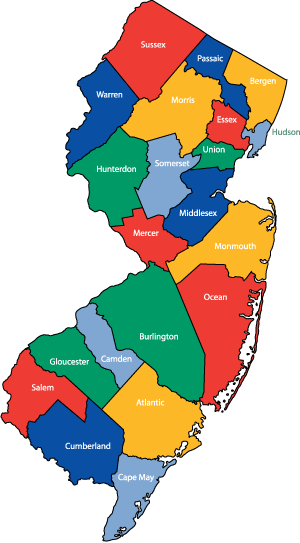 Sussex
Passaic
Bergen
Warren
Morris
Essex
Hudson
Union
Somerset
Hunterdon
Middlesex
Mercer
Monmouth
Ocean
Burlington
Camden
Gloucester
Salem
Atlantic
Cumberland
Cape May